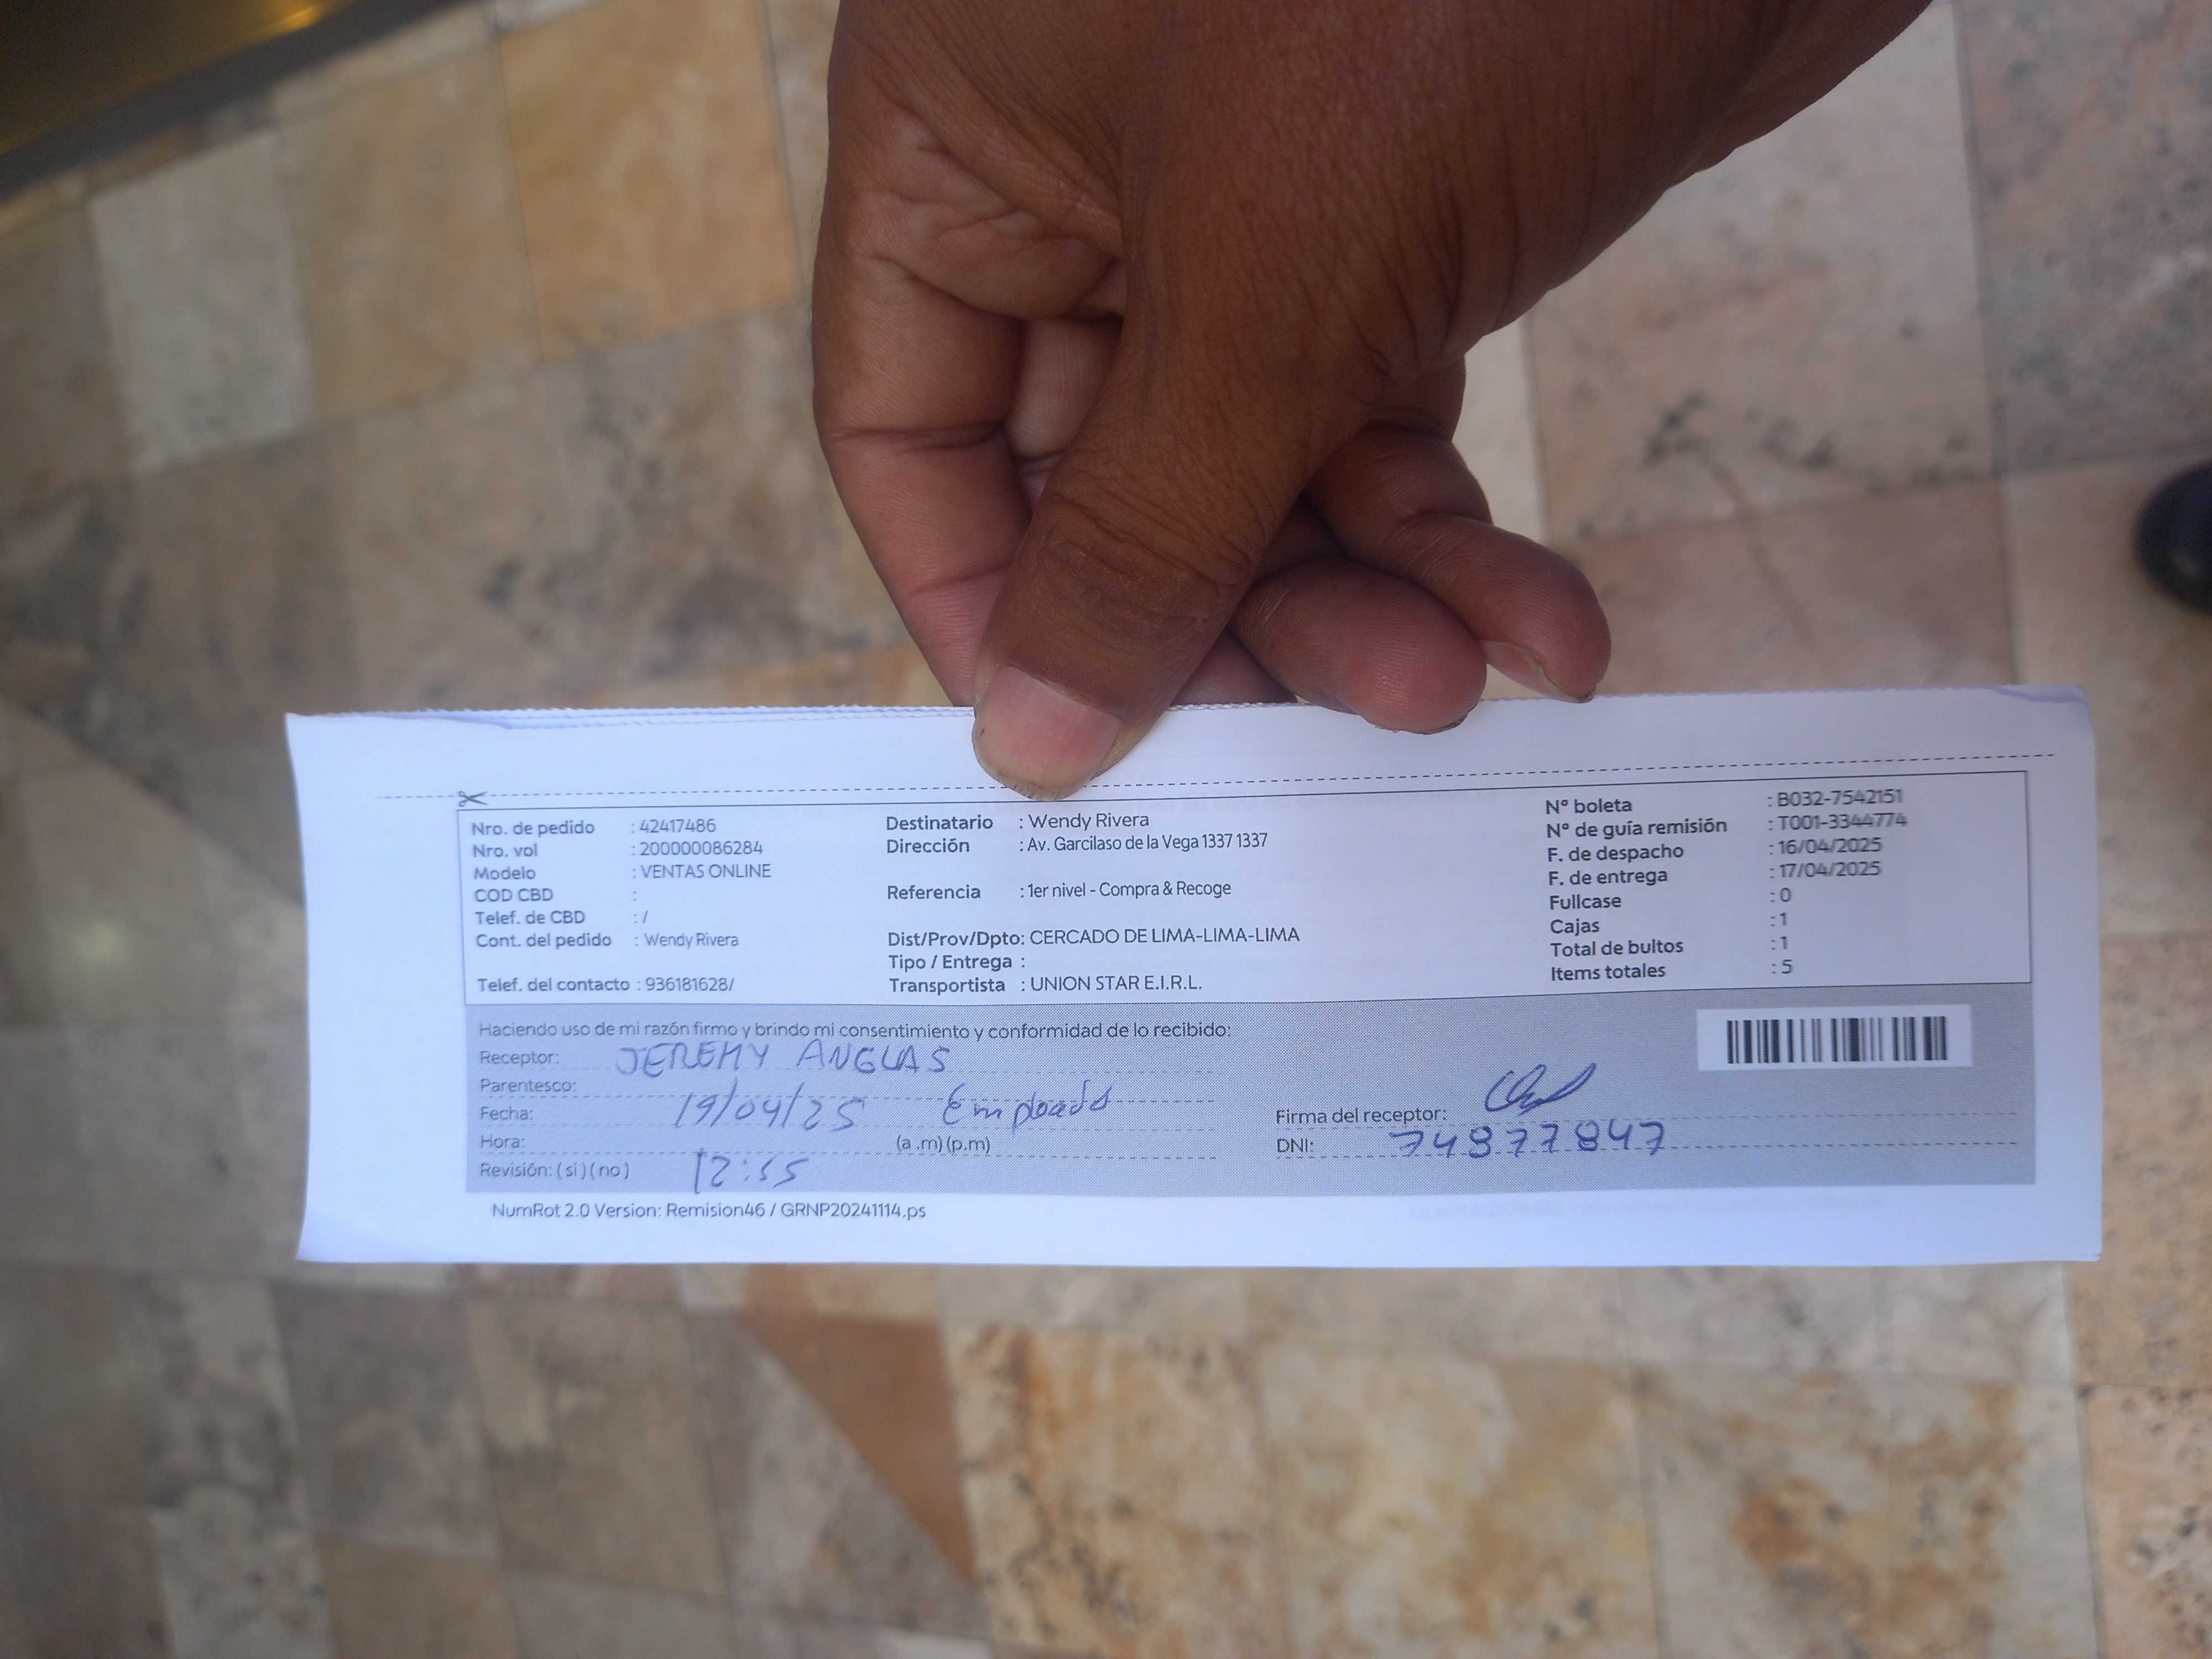 Nro. de pedido : 42417486
Nro. vol : 200000086284
Modelo : VENTAS ONLINE
COD CBD :
Telef. de CBD : /
Cont. del pedido : Wendy Rivera
Telef. del contacto : 936181628/
Destinatario : Wendy Rivera
Dirección : Av. Garcilaso de la Vega 1337 1337
Referencia : 1er nivel - Compra & Recoge
Dist/Prov/Dpto: CERCADO DE LIMA-LIMA-LIMA
Tipo / Entrega :
Transportista : UNION STAR E.I.R.L.
Nº boleta : B032-7542151
Nº de guía remisión : T001-3344774
F. de despacho : 16/04/2025
F. de entrega : 17/04/2025
Fullcase : 0
Cajas : 1
Total de bultos : 1
Items totales : 5
Haciendo uso de mi razón firmo y brindo mi consentimiento y conformidad de lo recibido:
Receptor: JEREMY ANGLAS
Parentesco:
Fecha: 19/04/25 Empleado
Hora: (a .m) (p.m)
Revisión: ( si ) ( no ) 12:55
Firma del receptor:
DNI: 74877847
NumRot 2.0 Version: Remision46 / GRNP20241114.ps